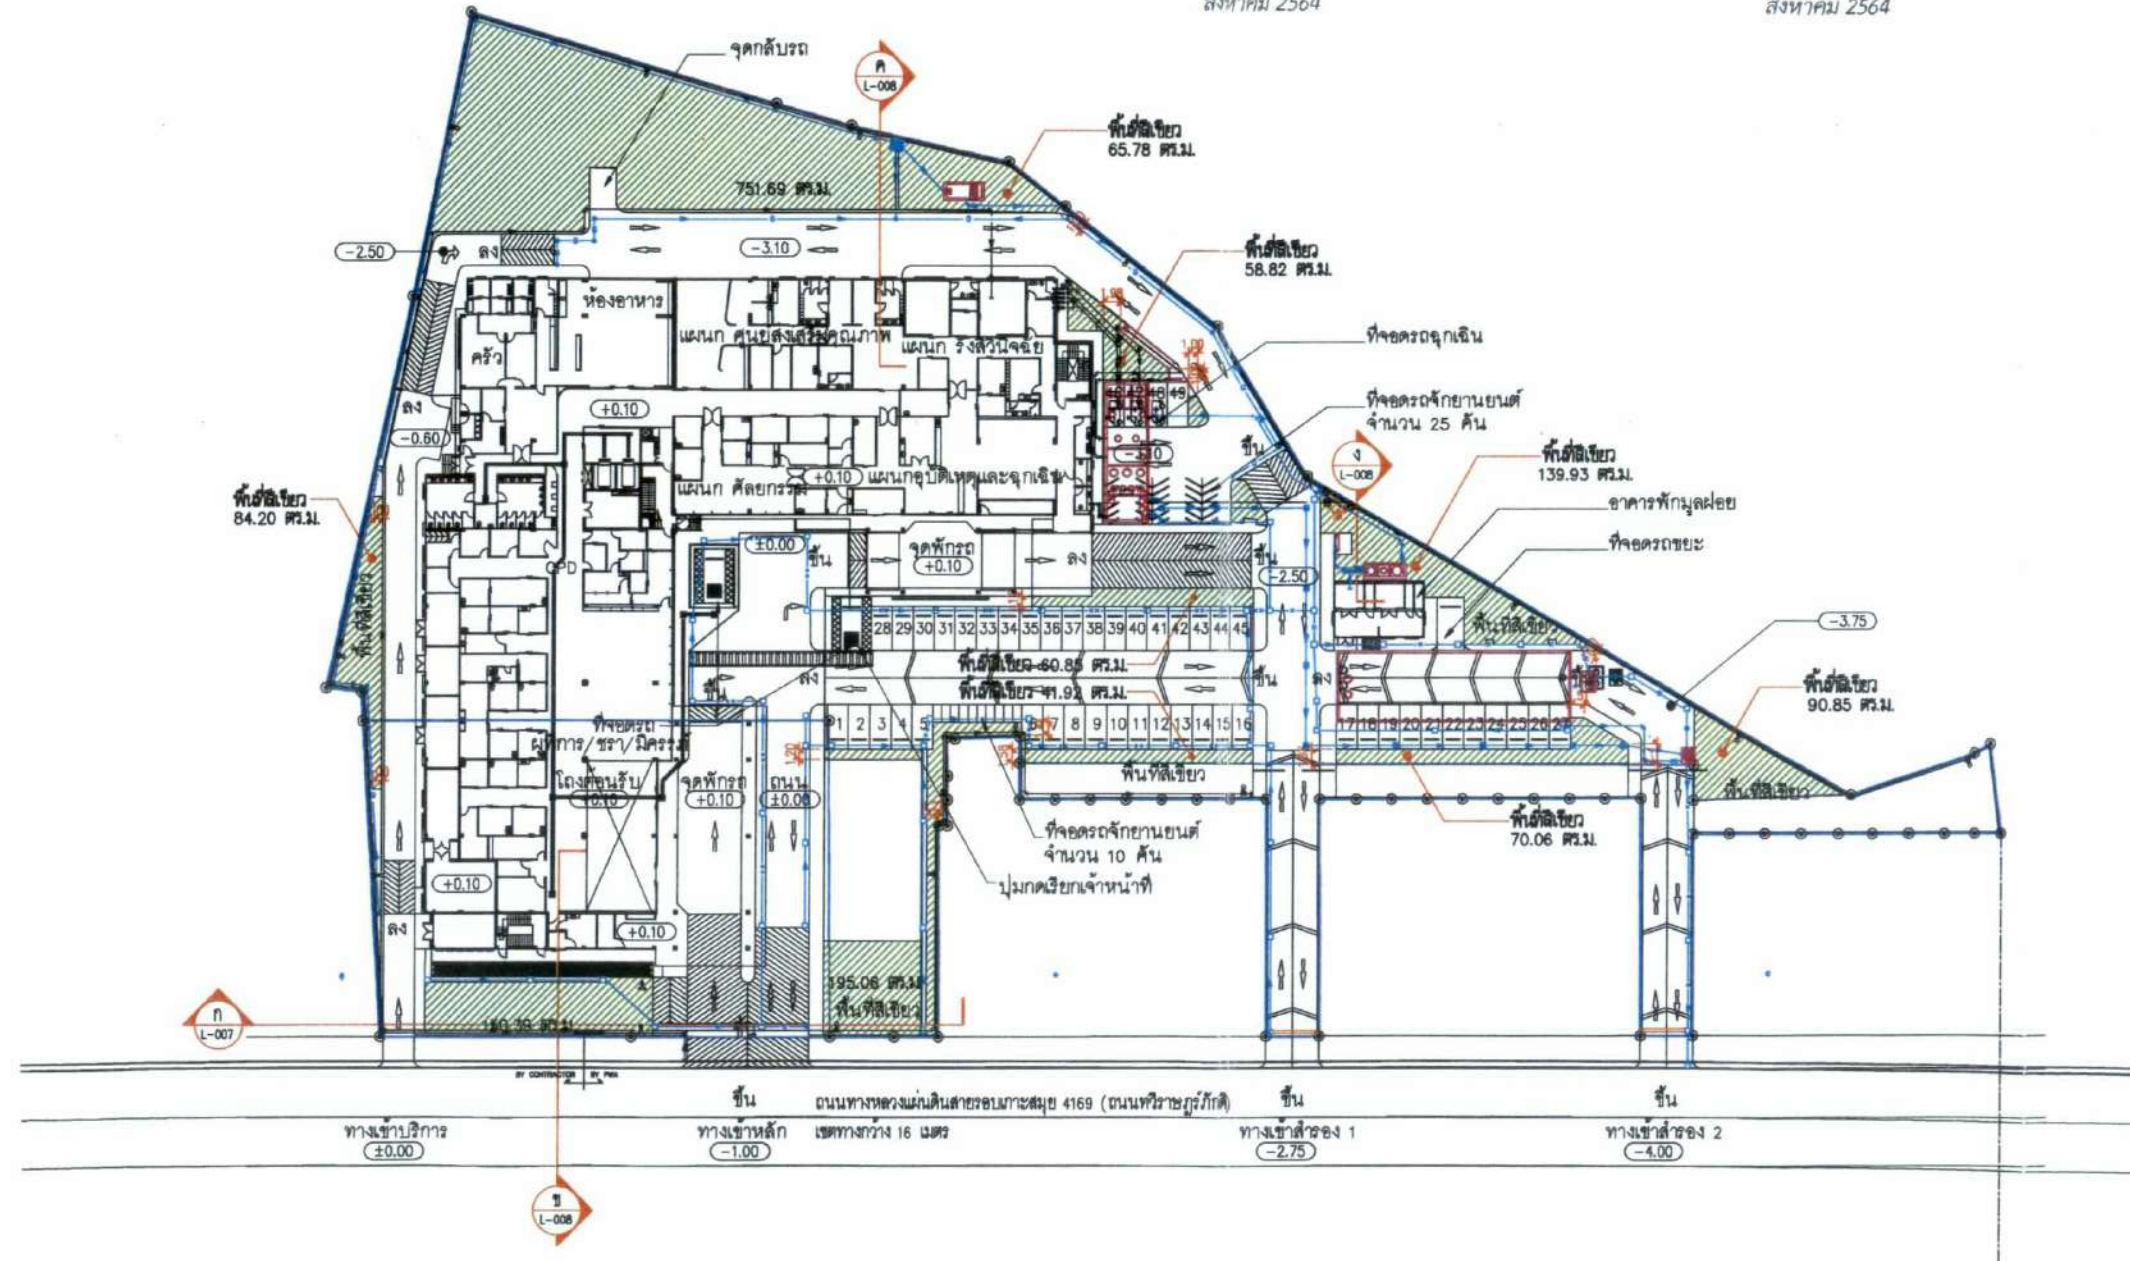 สิงหาคม 2564
สิงหาคม 2564
จุดกลับรถ
ค
L-008
พื้นที่สีเขียว
65.78 ตร.ม.
751.69 ตร.ม.
-2.50
ลง
-3.10
พื้นที่สีเขียว
58.82 ตร.ม.
ห้องอาหาร
แผนก ศูนย์ส่งเสริมคุณภาพ
แผนก รังสีวินิจฉัย
ครัว
ที่จอดรถฉุกเฉิน
ลง
+0.10
-0.60
48 49
ที่จอดรถจักรยานยนต์
จำนวน 25 คัน
ขึ้น
ง
L-008
พื้นที่สีเขียว
139.93 ตร.ม.
แผนก ศัลยกรรม
+0.10
แผนกอุบัติเหตุและฉุกเฉิน
พื้นที่สีเขียว
84.20 ตร.ม.
อาคารพักมูลฝอย
ที่จอดรถขยะ
±0.00
ขึ้น
จุดพักรถ
+0.10
ลง
ขึ้น
-2.50
OPD
พื้นที่สีเขียว
28 29 30 31 32 33 34 35 36 37 38 39 40 41 42 43 44 45
พื้นที่สีเขียว
-3.75
พื้นที่สีเขียว 60.85 ตร.ม.
ขึ้น
ลง
พื้นที่สีเขียว 41.92 ตร.ม.
ขึ้น
ลง
ขึ้น
พื้นที่สีเขียว
90.85 ตร.ม.
1 2 3 4 5 6 7 8 9 10 11 12 13 14 15 16
17 18 19 20 21 22 23 24 25 26 27
ที่จอดรถ
ผู้พิการ/ชรา/มีครรภ์
โถงต้อนรับ
+0.10
จุดพักรถ
+0.10
ถนน
±0.00
พื้นที่สีเขียว
พื้นที่สีเขียว
พื้นที่สีเขียว
70.06 ตร.ม.
ที่จอดรถจักรยานยนต์
จำนวน 10 คัน
ปุ่มกดเรียกเจ้าหน้าที่
+0.10
ลง
+0.10
195.06 ตร.ม.
พื้นที่สีเขียว
ก
L-007
BY CONTRACTOR
BY PWA
ขึ้น
ถนนทางหลวงแผ่นดินสายรอบเกาะสมุย 4169 (ถนนทวีราษฎร์ภักดี)
ขึ้น
ขึ้น
ทางเข้าบริการ
±0.00
ทางเข้าหลัก
-1.00
เขตทางกว้าง 16 เมตร
ทางเข้าสำรอง 1
-2.75
ทางเข้าสำรอง 2
-4.00
ข
L-008